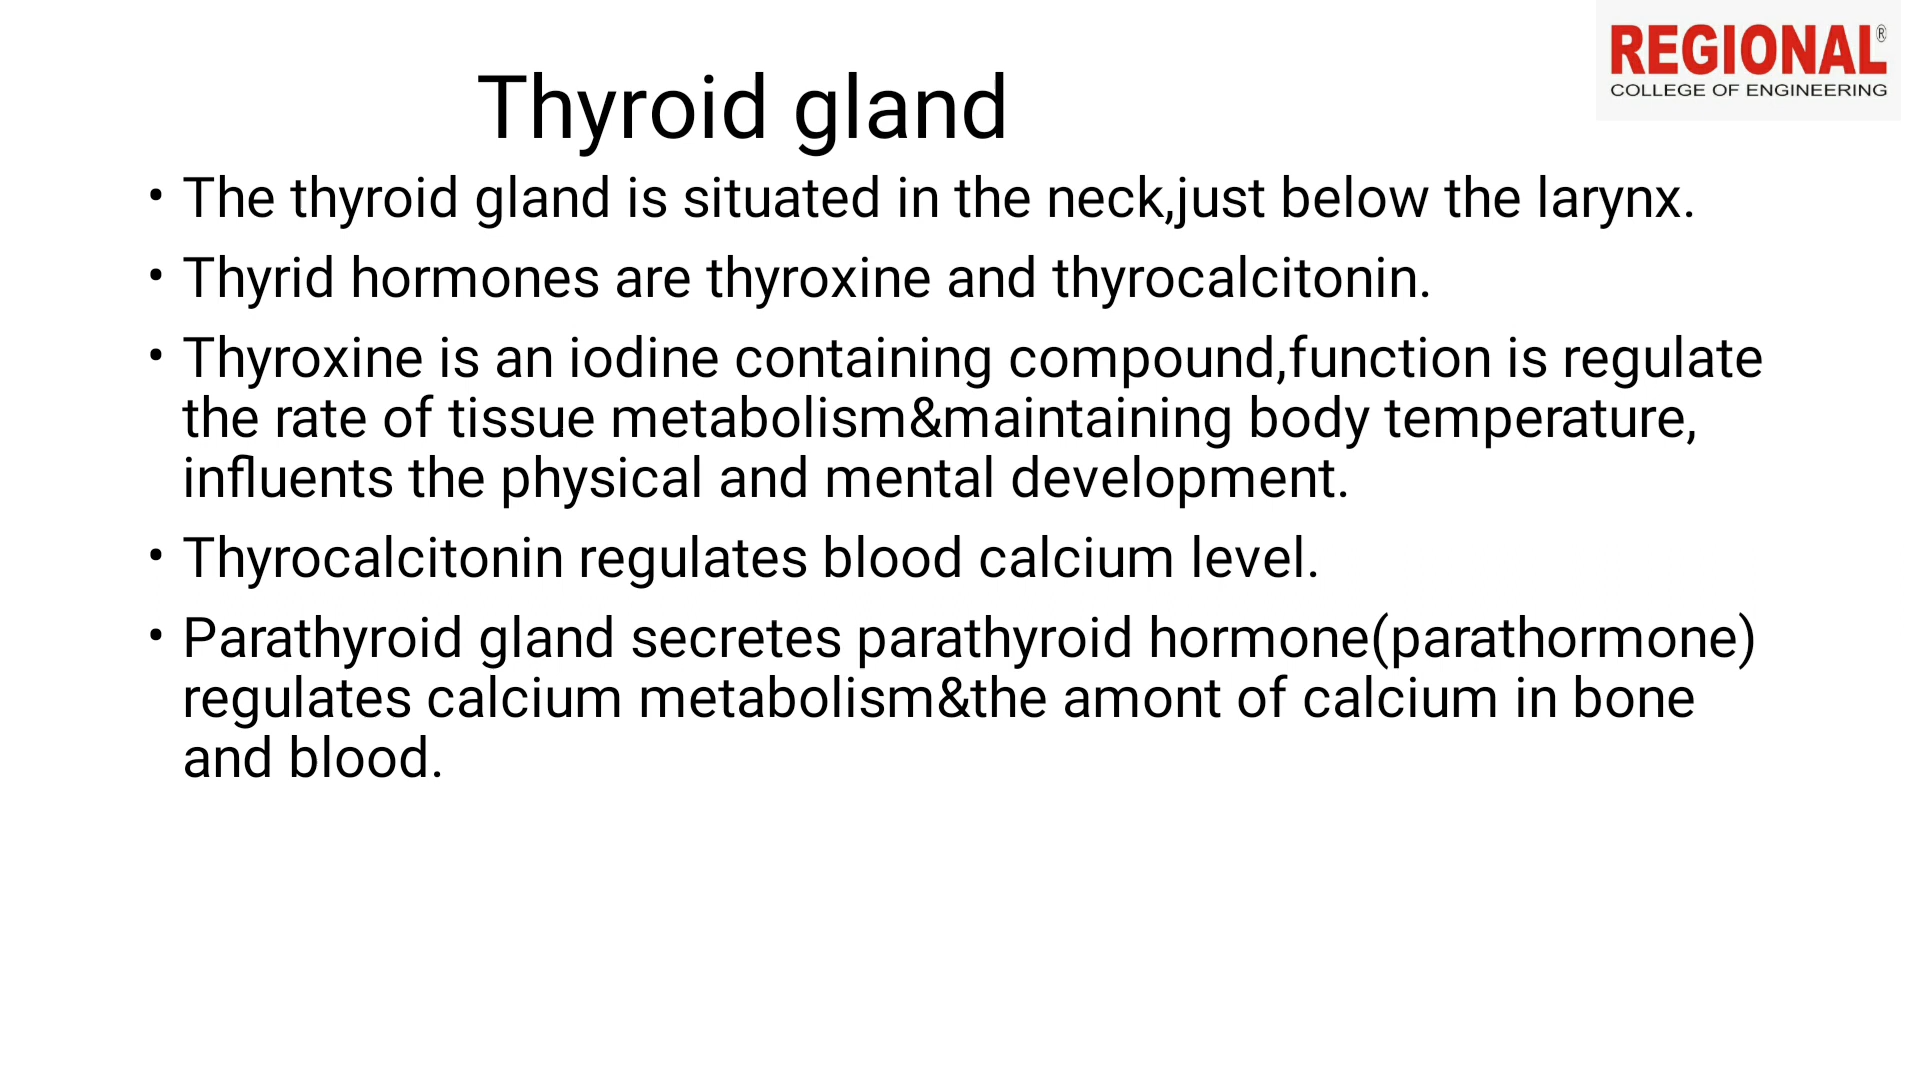 REGIONAL®
COLLEGE OF ENGINEERING
Thyroid gland
• The thyroid gland is situated in the neck,just below the larynx.
• Thyrid hormones are thyroxine and thyrocalcitonin.
• Thyroxine is an iodine containing compound,function is regulate
the rate of tissue metabolism&maintaining body temperature,
influents the physical and mental development.
• Thyrocalcitonin regulates blood calcium level.
• Parathyroid gland secretes parathyroid hormone(parathormone)
regulates calcium metabolism&the amont of calcium in bone
and blood.